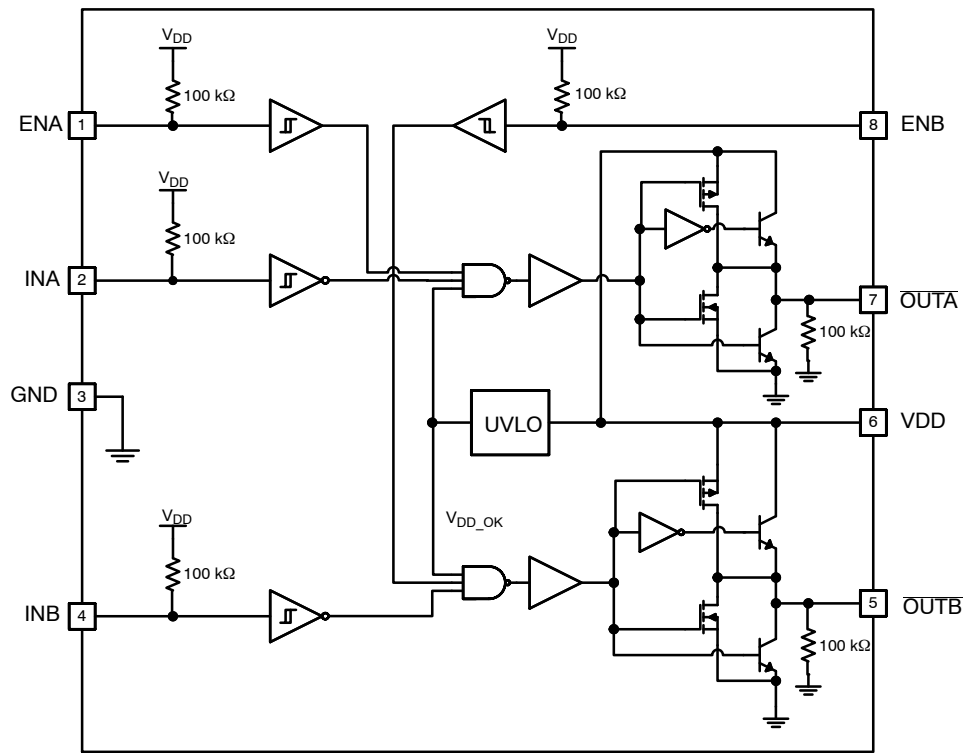 VDD
VDD
100 kΩ
100 kΩ
ENA
1
8
ENB
VDD
100 kΩ
INA
2
7
OUTA
100 kΩ
GND
3
UVLO
6
VDD
VDD
VDD_OK
100 kΩ
INB
4
5
OUTB
100 kΩ